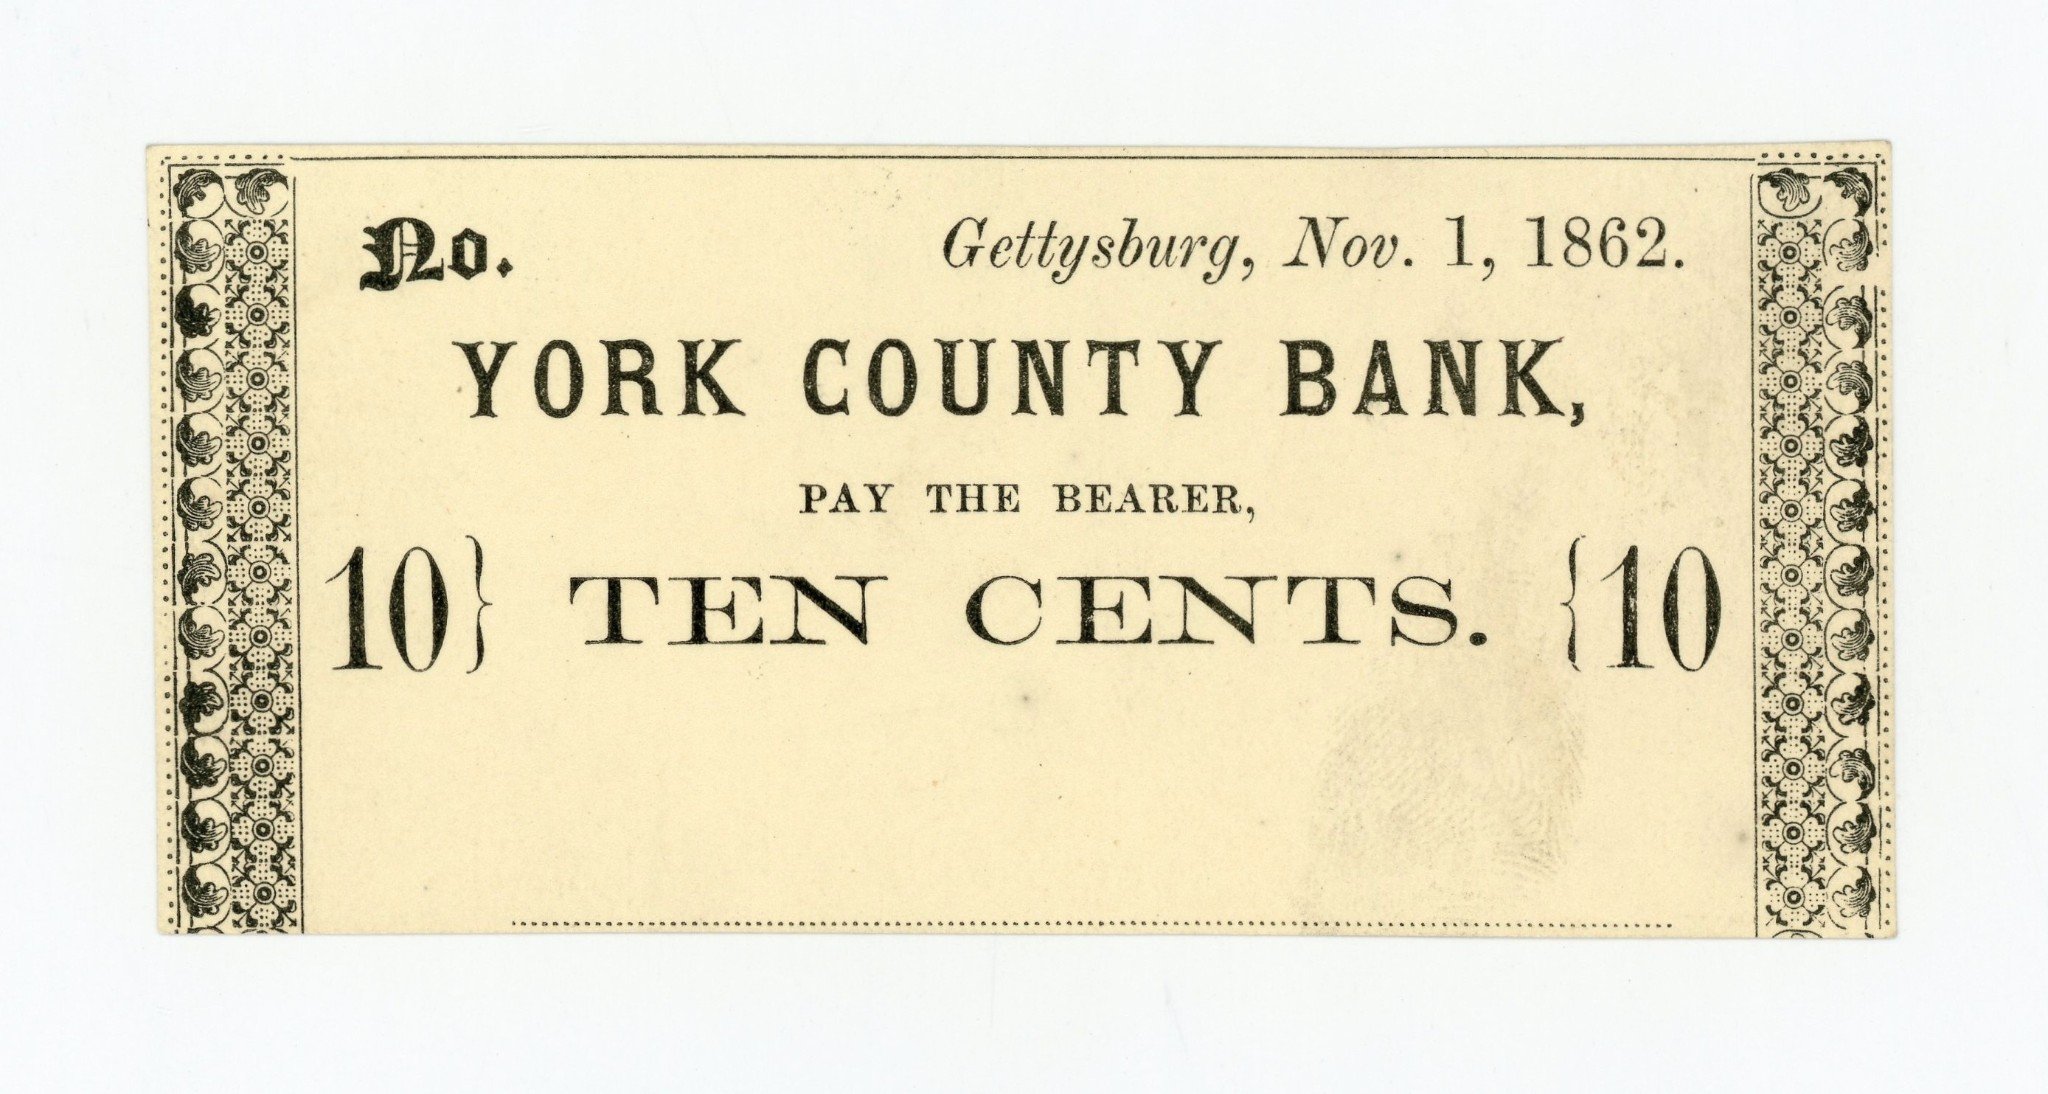 No. Gettysburg, Nov. 1, 1862.
YORK COUNTY BANK,
PAY THE BEARER,
10} TEN CENTS. {10